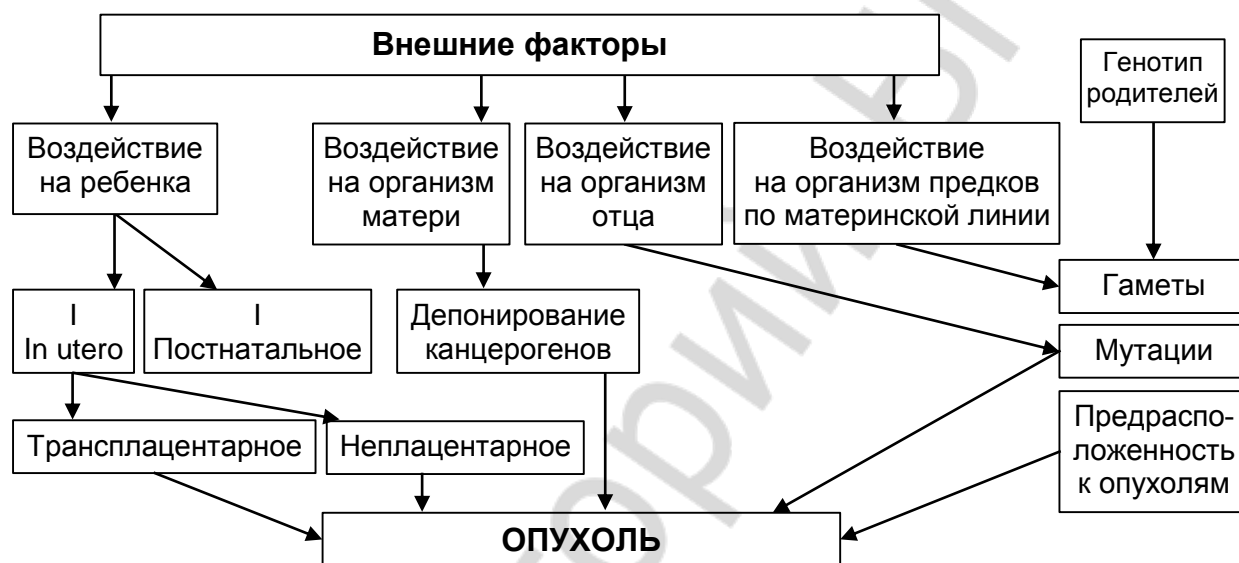 Внешние факторы
Генотип
родителей
Воздействие
на ребенка
Воздействие
на организм
матери
Воздействие
на организм
отца
Воздействие
на организм предков
по материнской линии
I
In utero
I
Постнатальное
Депонирование
канцерогенов
Гаметы
Мутации
Трансплацентарное
Неплацентарное
Предраспо-
ложенность
к опухолям
ОПУХОЛЬ